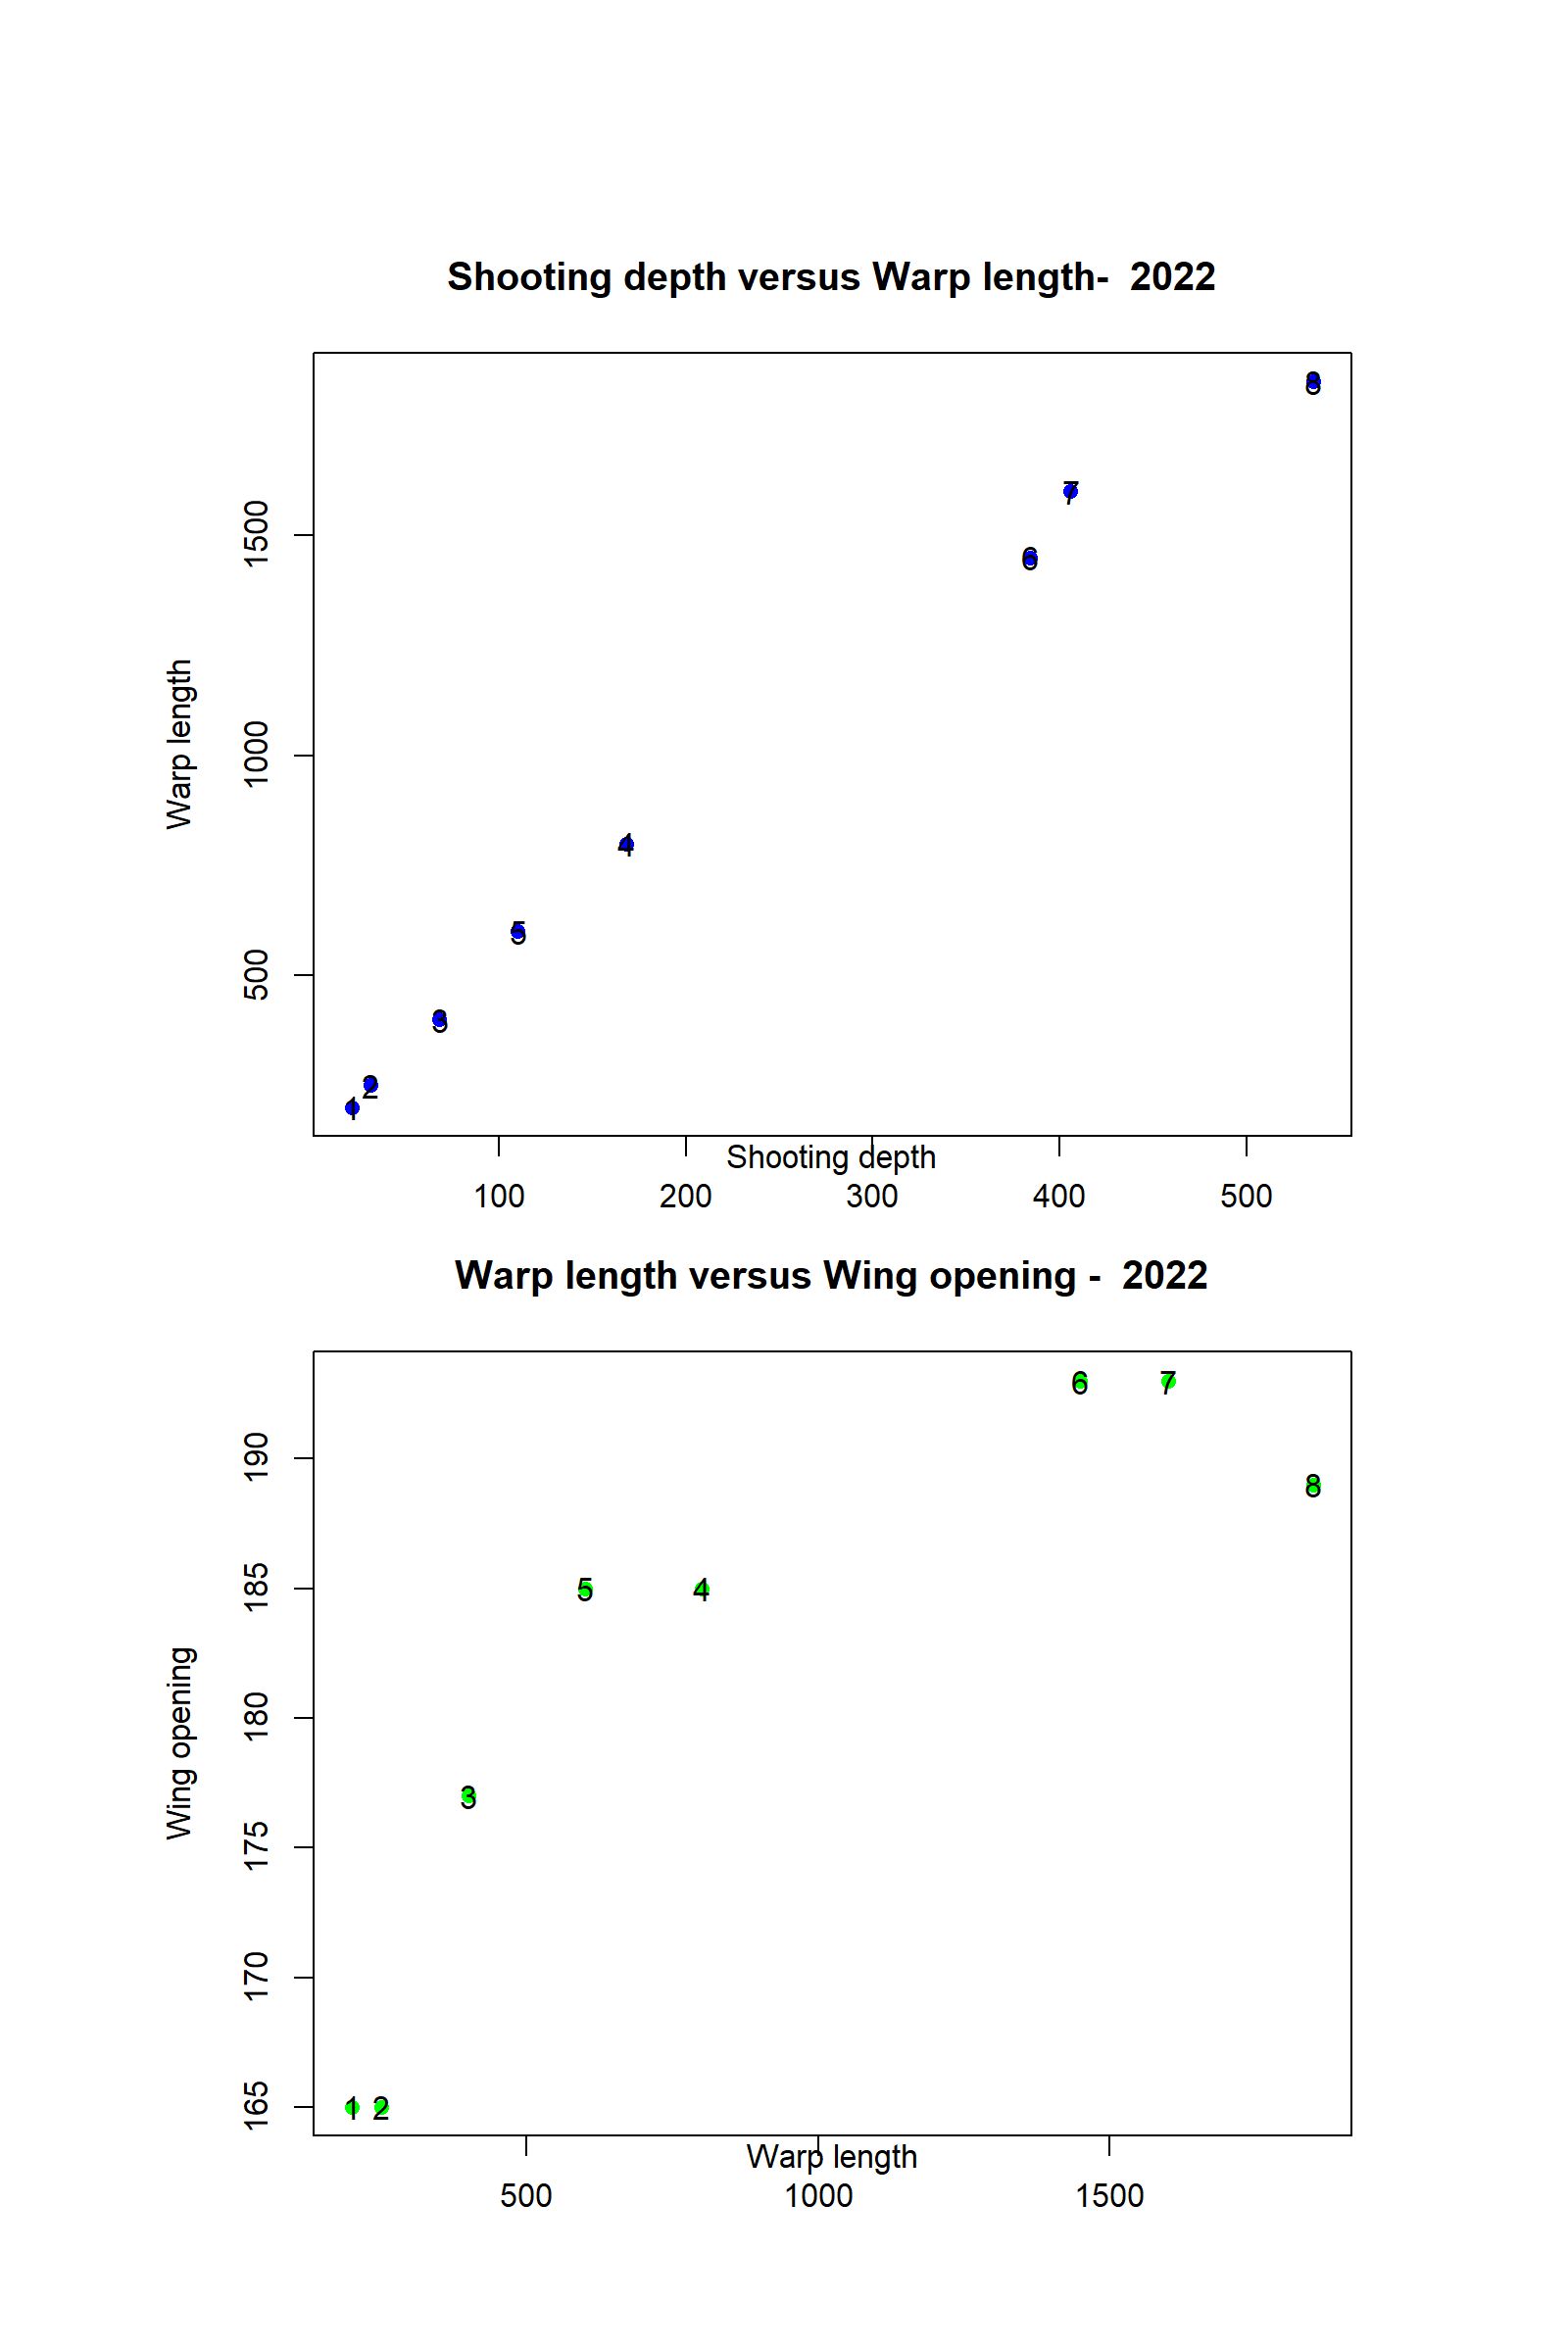 Shooting depth versus Warp length-  2022
Warp length
1500
1000
500
8
7
6
4
5
3
2
1
Shooting depth
100 200 300 400 500
Warp length versus Wing opening -  2022
Wing opening
190
185
180
175
170
165
6 7
8
5 4
3
1 2
Warp length
500 1000 1500